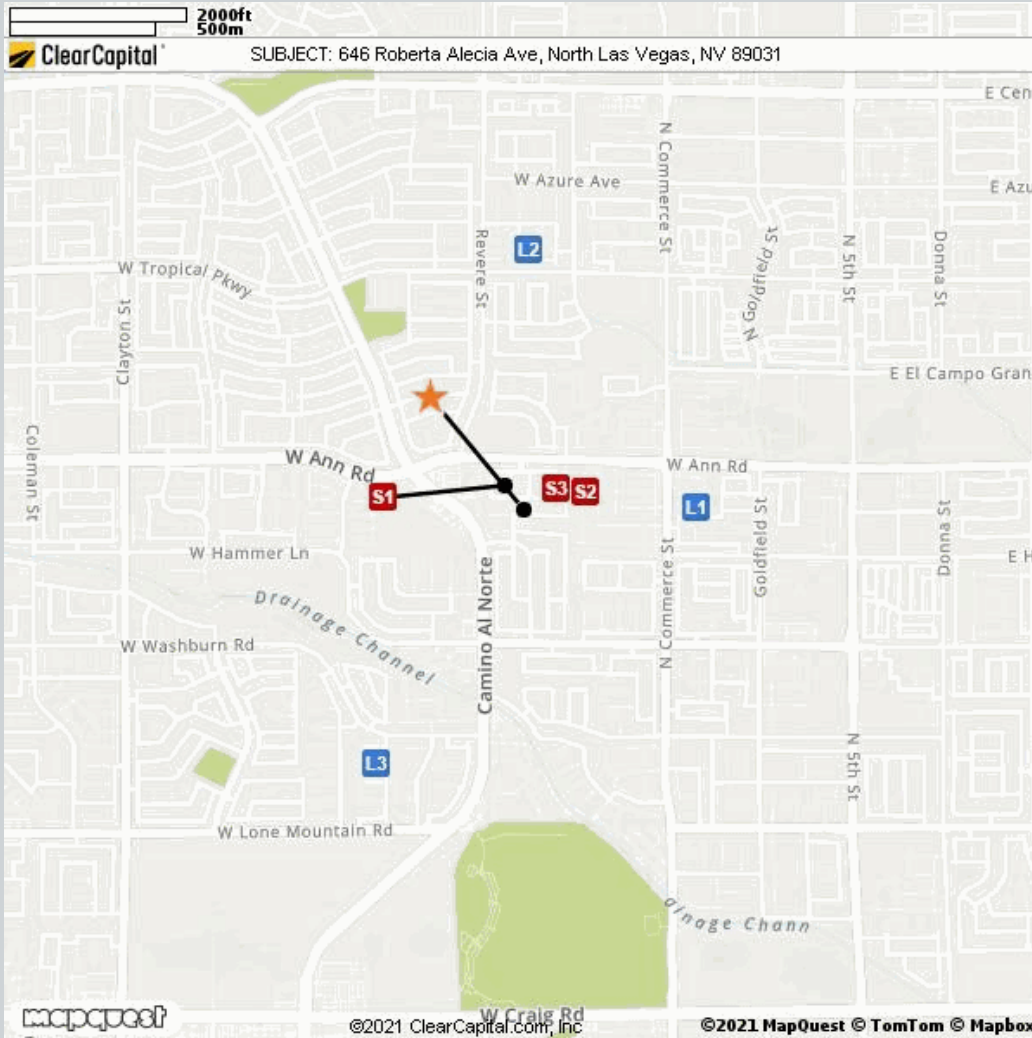 2000ft
500m
ClearCapital
SUBJECT: 646 Roberta Alecia Ave, North Las Vegas, NV 89031
E Cen
N Commerce St
W Azure Ave
E Azu
Revere St
L2
N Goldfield St
N 5th St
Donna St
W Tropical Pkwy
Clayton St
E El Campo Gran
Coleman St
W Ann Rd
W Ann Rd
S1
S3
S2
L1
Goldfield St
Donna St
W Hammer Ln
E H
N Commerce St
Camino Al Norte
Drainage Channel
W Washburn Rd
N 5th St
L3
W Lone Mountain Rd
ainage Chann
W Craig Rd
mapquest
©2021 ClearCapital.com, Inc
©2021 MapQuest © TomTom © Mapbox